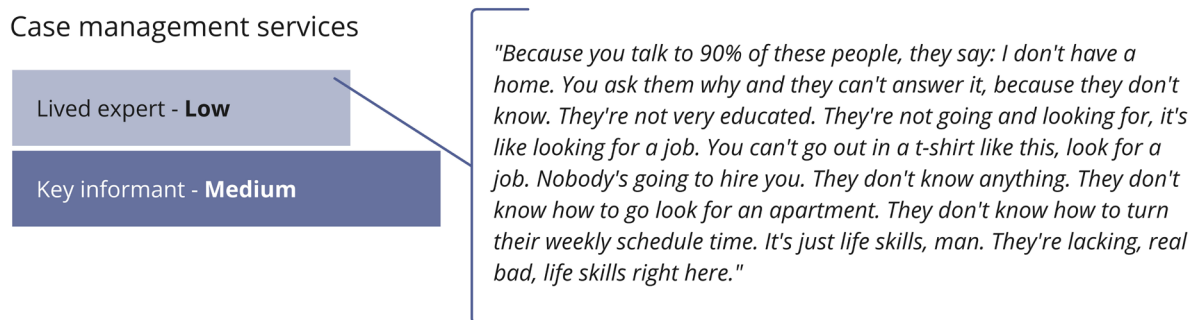 Case management services
Lived expert - Low
Key informant - Medium
"Because you talk to 90% of these people, they say: I don't have a
home. You ask them why and they can't answer it, because they don't
know. They're not very educated. They're not going and looking for, it's
like looking for a job. You can't go out in a t-shirt like this, look for a
job. Nobody's going to hire you. They don't know anything. They don't
know how to go look for an apartment. They don't know how to turn
their weekly schedule time. It's just life skills, man. They're lacking, real
bad, life skills right here."